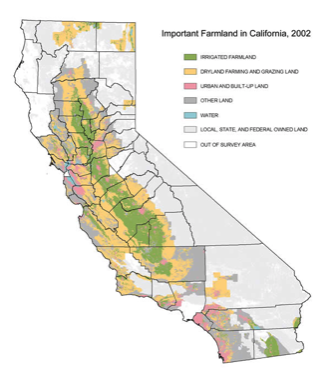 Important Farmland in California, 2002
IRRIGATED FARMLAND
DRYLAND FARMING AND GRAZING LAND
URBAN AND BUILT-UP LAND
OTHER LAND
WATER
LOCAL, STATE, AND FEDERAL OWNED LAND
OUT OF SURVEY AREA